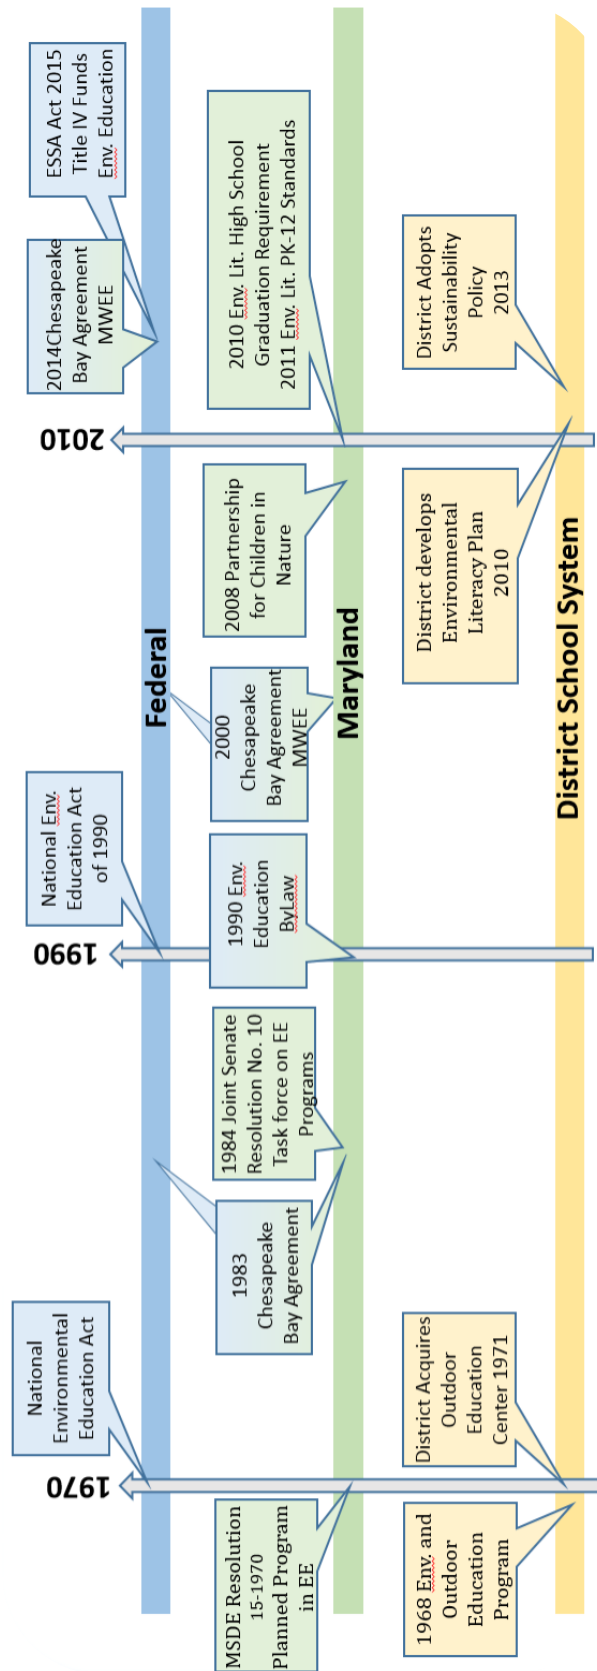 1970
1990
2010
National
Environmental
Education Act
National Env.
Education Act
of 1990
2014Chesapeake
Bay Agreement
MWEE
ESSA Act 2015
Title IV Funds
Env. Education
Federal
MSDE Resolution
15-1970
Planned Program
in EE
1983
Chesapeake
Bay Agreement
1984 Joint Senate
Resolution No. 10
Task force on EE
Programs
1990 Env.
Education
ByLaw
2000
Chesapeake
Bay Agreement
MWEE
2008 Partnership
for Children in
Nature
2010 Env. Lit. High School
Graduation Requirement
2011 Env. Lit. PK-12 Standards
Maryland
1968 Env. and
Outdoor
Education
Program
District Acquires
Outdoor
Education
Center 1971
District develops
Environmental
Literacy Plan
2010
District Adopts
Sustainability
Policy
2013
District School System